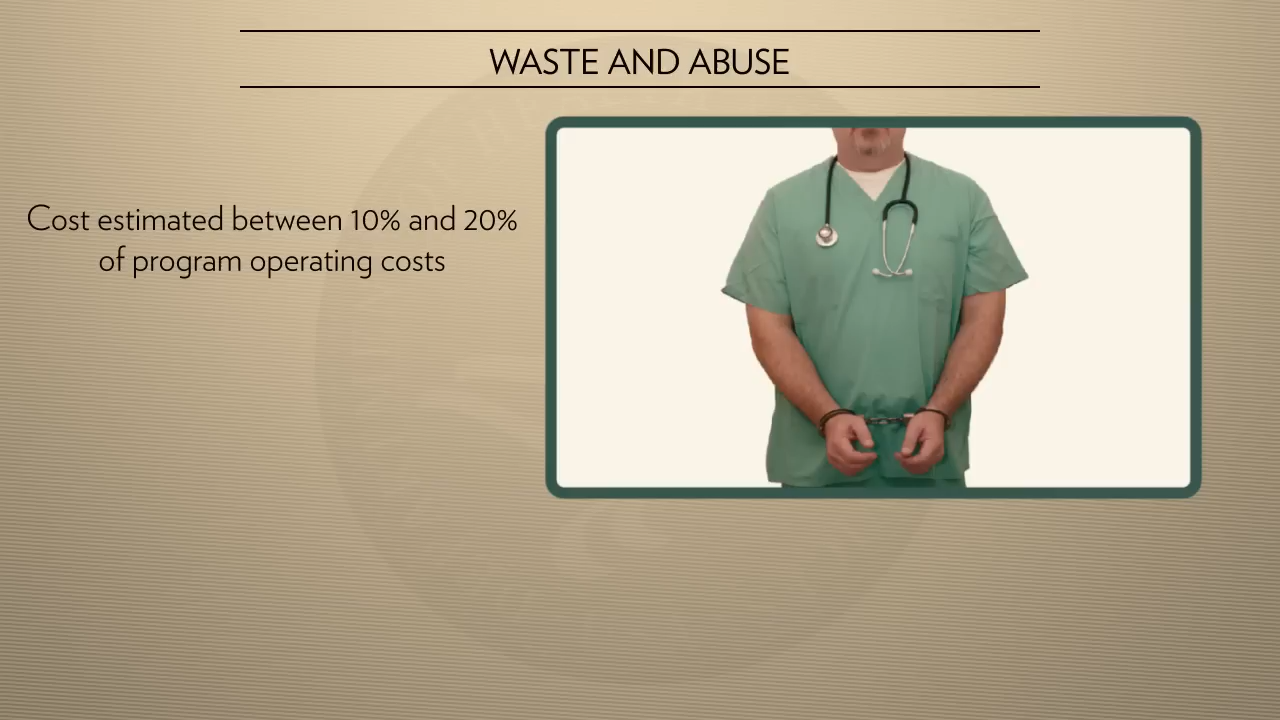 WASTE AND ABUSE
Cost estimated between 10% and 20%
of program operating costs